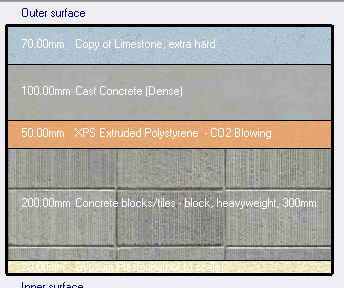 Outer surface
70.00mm Copy of Limestone, extra hard
100.00mm Cast Concrete (Dense)
50.00mm XPS Extruded Polystyrene - CO2 Blowing
200.00mm Concrete blocks/tiles - block, heavyweight, 300mm
Inner surface